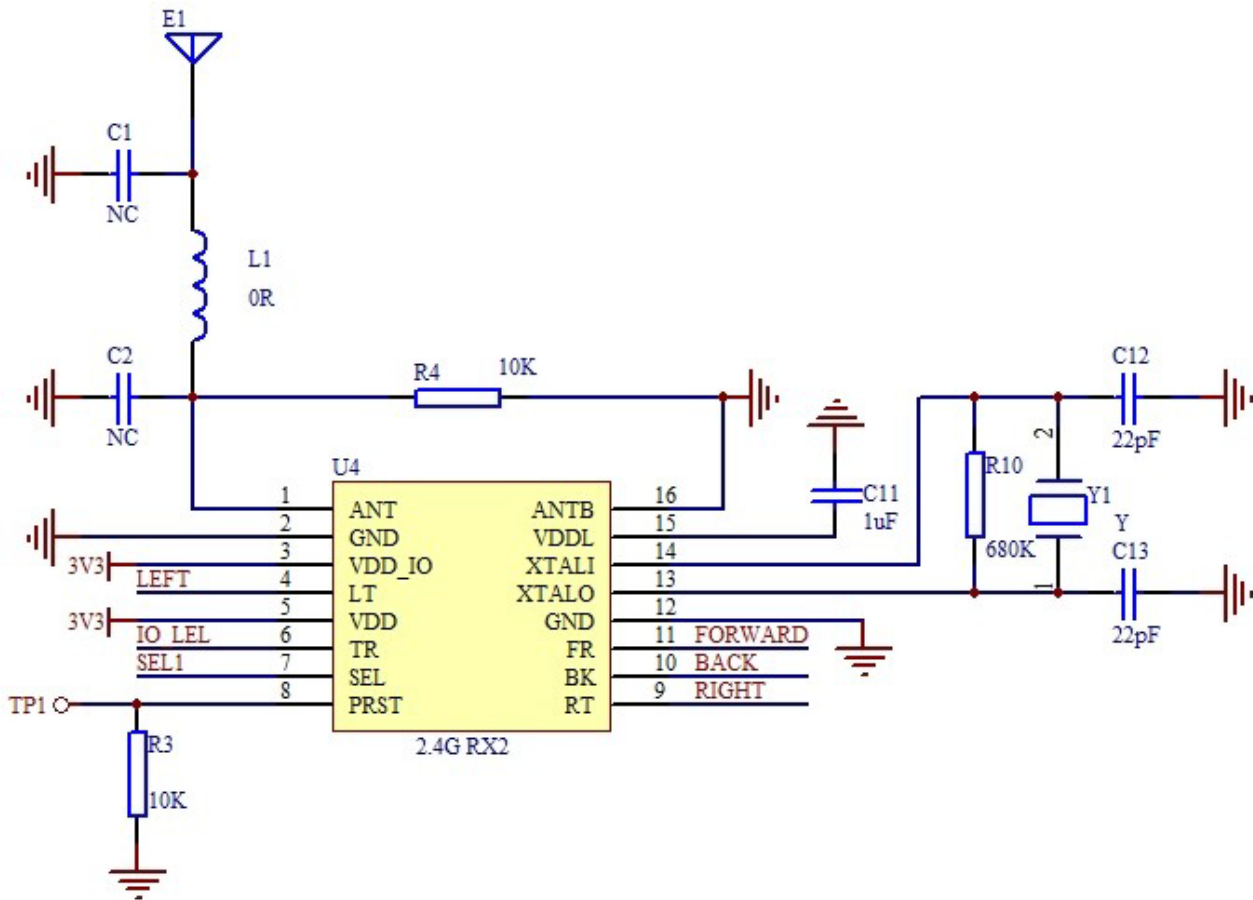 E1
C1
NC
L1
0R
C2
NC
R4
10K
C12
22pF
2
R10
680K
Y1
Y
1
C13
22pF
C11
1uF
U4
1
ANT
ANTB
16
2
GND
VDDL
15
3V3
3
VDD_IO
XTALI
14
LEFT
4
LT
XTALO
13
3V3
5
VDD
GND
12
IO_LEL
6
TR
FR
11
FORWARD
SEL1
7
SEL
BK
10
BACK
TP1
8
PRST
RT
9
RIGHT
2.4G RX2
R3
10K